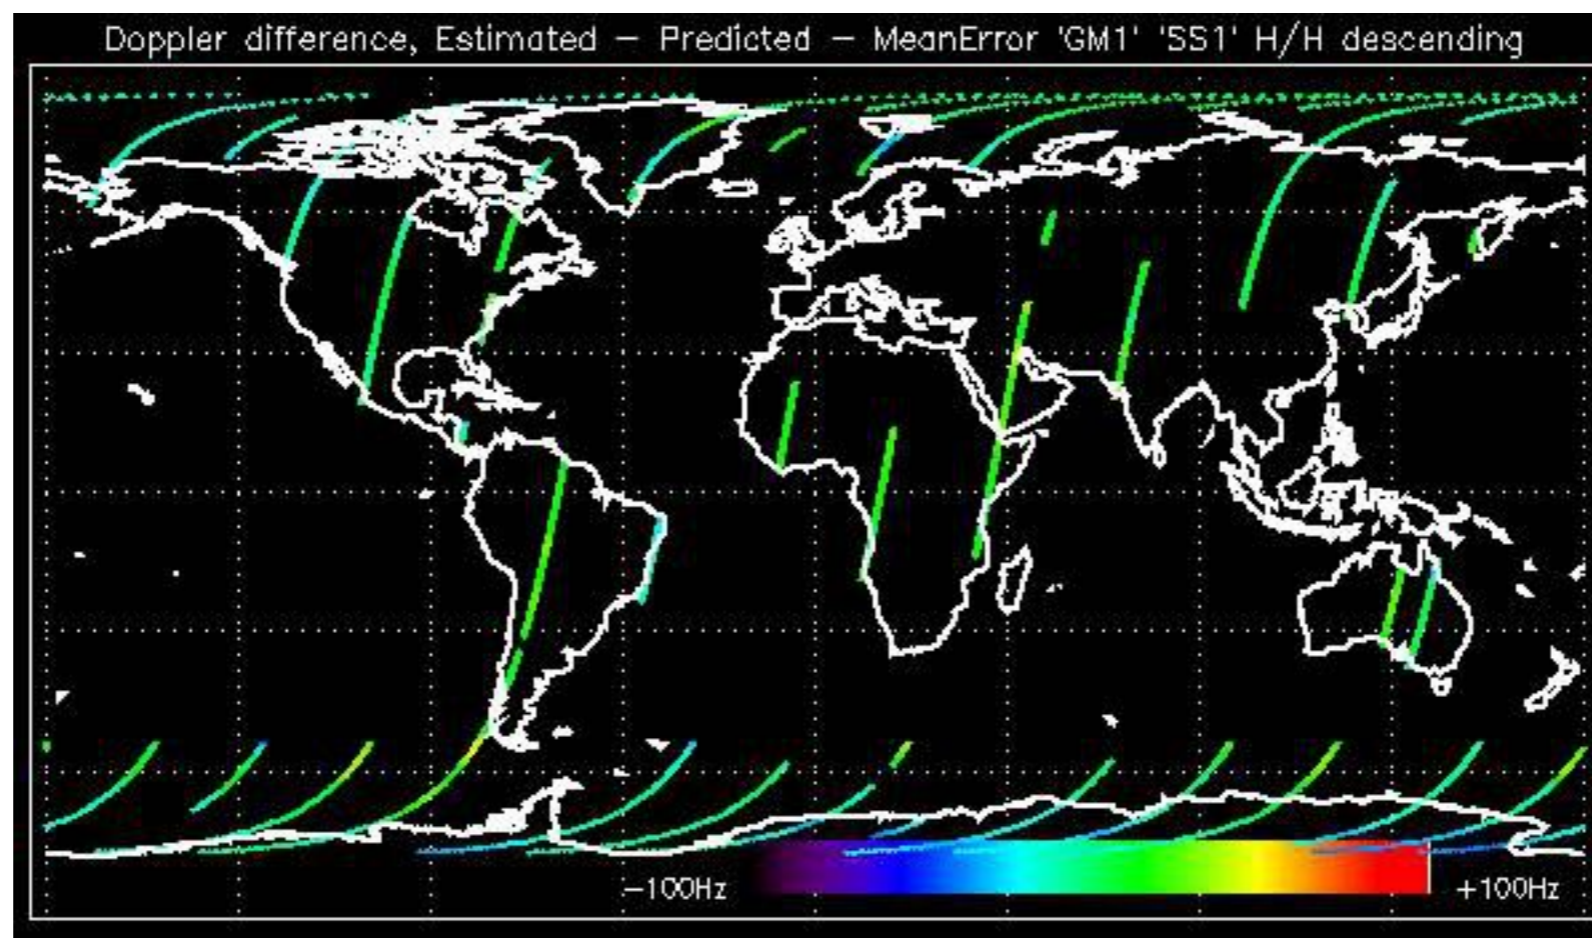 Doppler difference, Estimated – Predicted – MeanError 'GM1' 'SS1' H/H descending
–100Hz
+100Hz